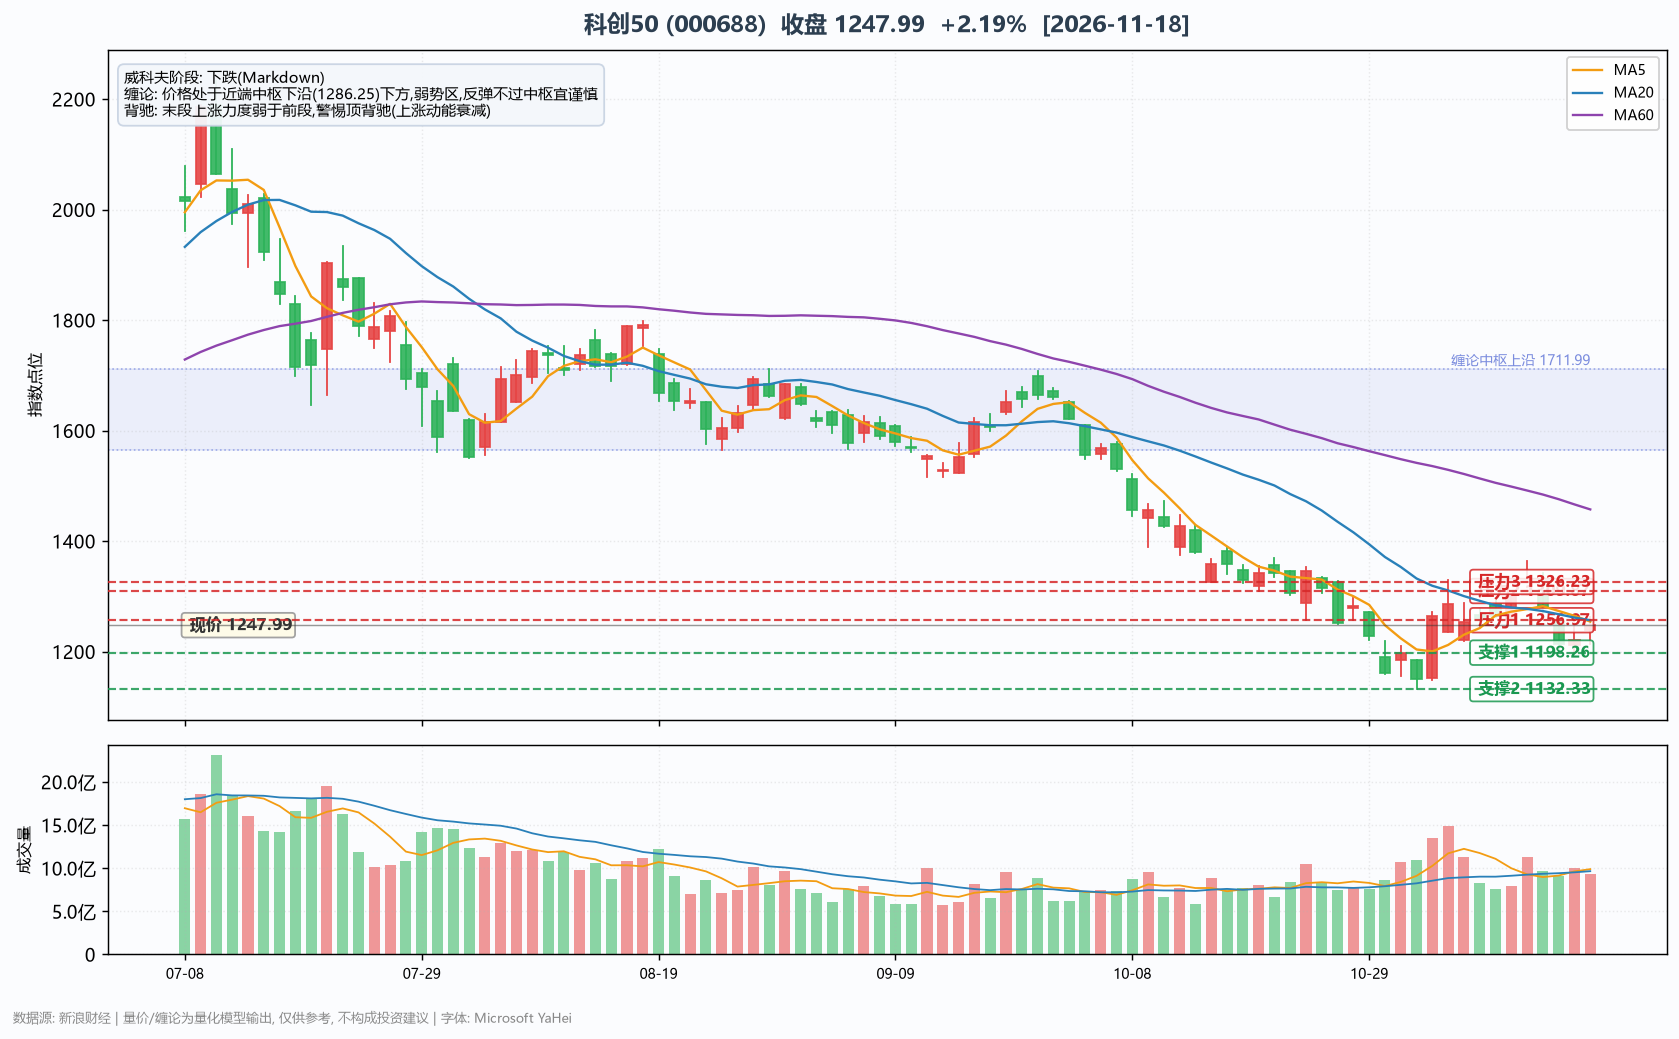 科创50 (000688)  收盘 1247.99  +2.19%  [2026-11-18]
威科夫阶段: 下跌(Markdown)
缠论: 价格处于近端中枢下沿(1286.25)下方,弱势区,反弹不过中枢宜谨慎
背驰: 末段上涨力度弱于前段,警惕顶背驰(上涨动能衰减)
MA5
MA20
MA60
指数点位
2200
2000
1800
1600
1400
1200
缠论中枢上沿 1711.99
压力3 1326.23
压力1 1256.97
现价 1247.99
支撑1 1198.26
支撑2 1132.33
成交量
20.0亿
15.0亿
10.0亿
5.0亿
0
07-08
07-29
08-19
09-09
10-08
10-29
数据源: 新浪财经 | 量价/缠论为量化模型输出, 仅供参考, 不构成投资建议 | 字体: Microsoft YaHei